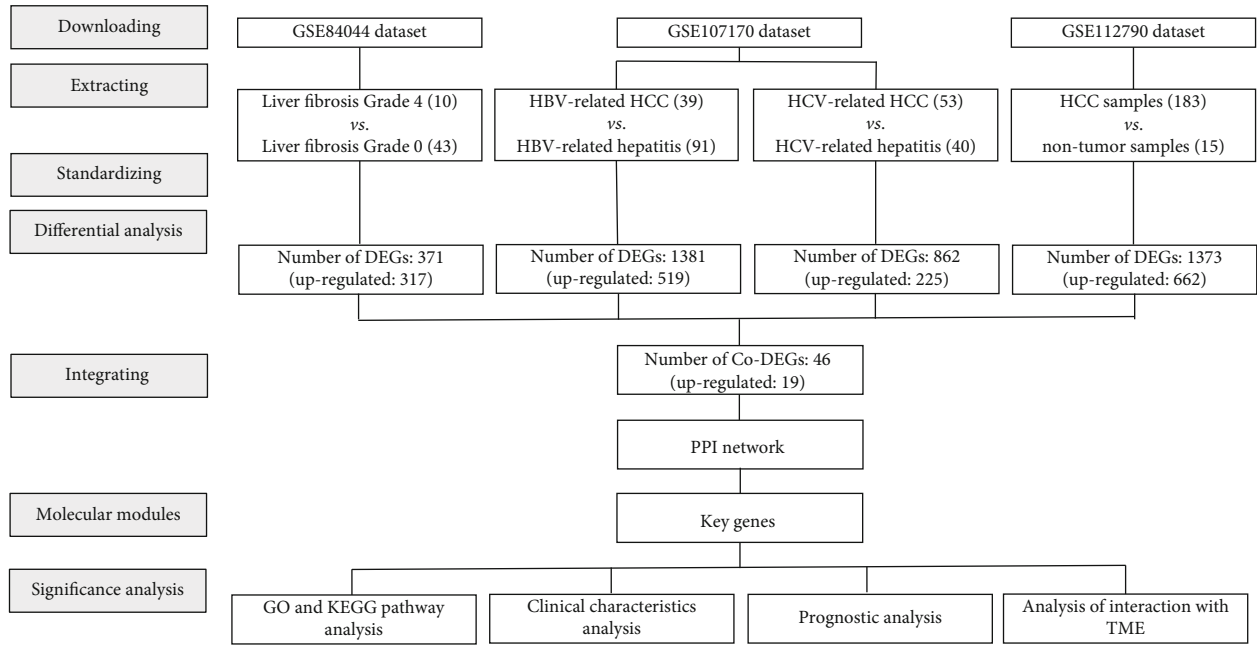 Downloading
GSE84044 dataset
GSE107170 dataset
GSE112790 dataset
Extracting
Liver fibrosis Grade 4 (10)
vs.
Liver fibrosis Grade 0 (43)
HBV-related HCC (39)
vs.
HBV-related hepatitis (91)
HCV-related HCC (53)
vs.
HCV-related hepatitis (40)
HCC samples (183)
vs.
non-tumor samples (15)
Standardizing
Differential analysis
Number of DEGs: 371
(up-regulated: 317)
Number of DEGs: 1381
(up-regulated: 519)
Number of DEGs: 862
(up-regulated: 225)
Number of DEGs: 1373
(up-regulated: 662)
Integrating
Number of Co-DEGs: 46
(up-regulated: 19)
PPI network
Molecular modules
Key genes
Significance analysis
GO and KEGG pathway
analysis
Clinical characteristics
analysis
Prognostic analysis
Analysis of interaction with
TME